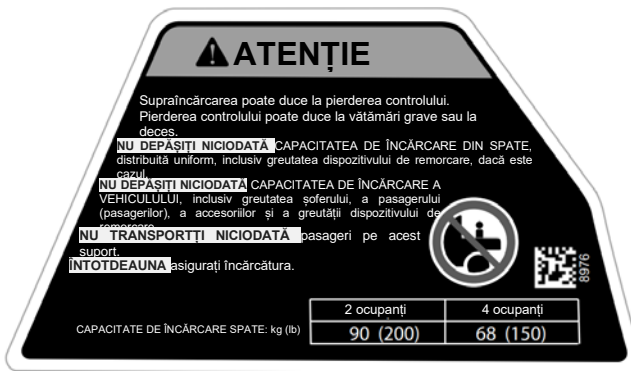 ATENȚIE
Supraîncărcarea poate duce la pierderea controlului.
Pierderea controlului poate duce la vătămări grave sau la
deces.
NU DEPĂȘIȚI NICIODATĂ CAPACITATEA DE ÎNCĂRCARE DIN SPATE,
distribuită uniform, inclusiv greutatea dispozitivului de remorcare, dacă este
cazul.
NU DEPĂȘIȚI NICIODATĂ CAPACITATEA DE ÎNCĂRCARE A
VEHICULULUI, inclusiv greutatea șoferului, a pasagerului
(pasagerilor), a accesoriilor și a greutății dispozitivului de
remorcare.
NU TRANSPORTȚI NICIODATĂ pasageri pe acest
suport.
ÎNTOTDEAUNA asigurați încărcătura.
8976
2 ocupanți 4 ocupanți
CAPACITATE DE ÎNCĂRCARE SPATE: kg (lb) 90 (200) 68 (150)